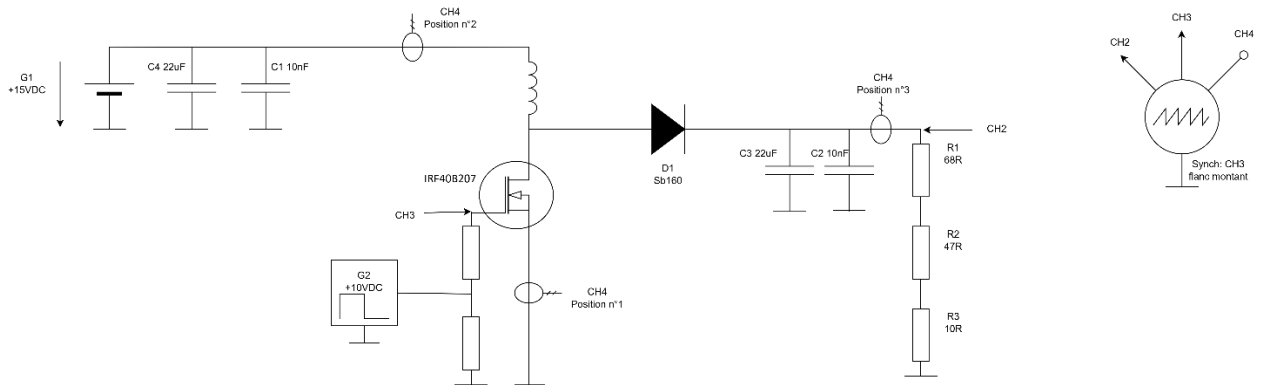 CH4
Position n°2
G1
+15VDC
C4 22uF
C1 10nF
CH4
Position n°3
CH2
D1
Sb160
C3 22uF
C2 10nF
R1
68R
IRF40B207
CH3
R2
47R
G2
+10VDC
CH4
Position n°1
R3
10R
CH3
CH2
CH4
Synch: CH3
flanc montant